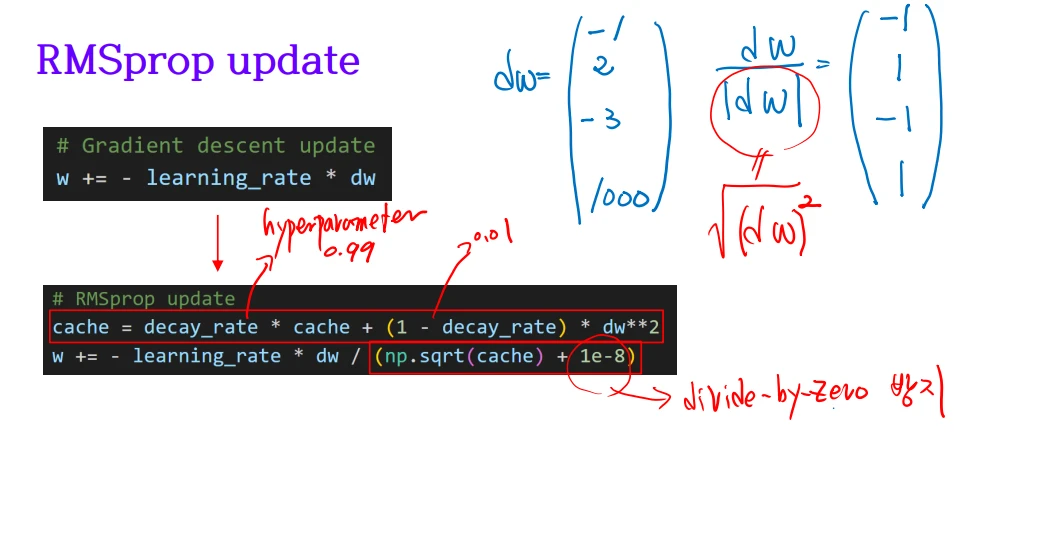 RMSprop update
# Gradient descent update
w += - learning_rate * dw
hyperparameter
0.99
0.01
# RMSprop update
cache = decay_rate * cache + (1 - decay_rate) * dw**2
w += - learning_rate * dw / (np.sqrt(cache) + 1e-8)
divide-by-zero 방지
dw=
-1
2
-3
1000
dw
|dw|
=
-1
1
-1
1
//
√(dw)²